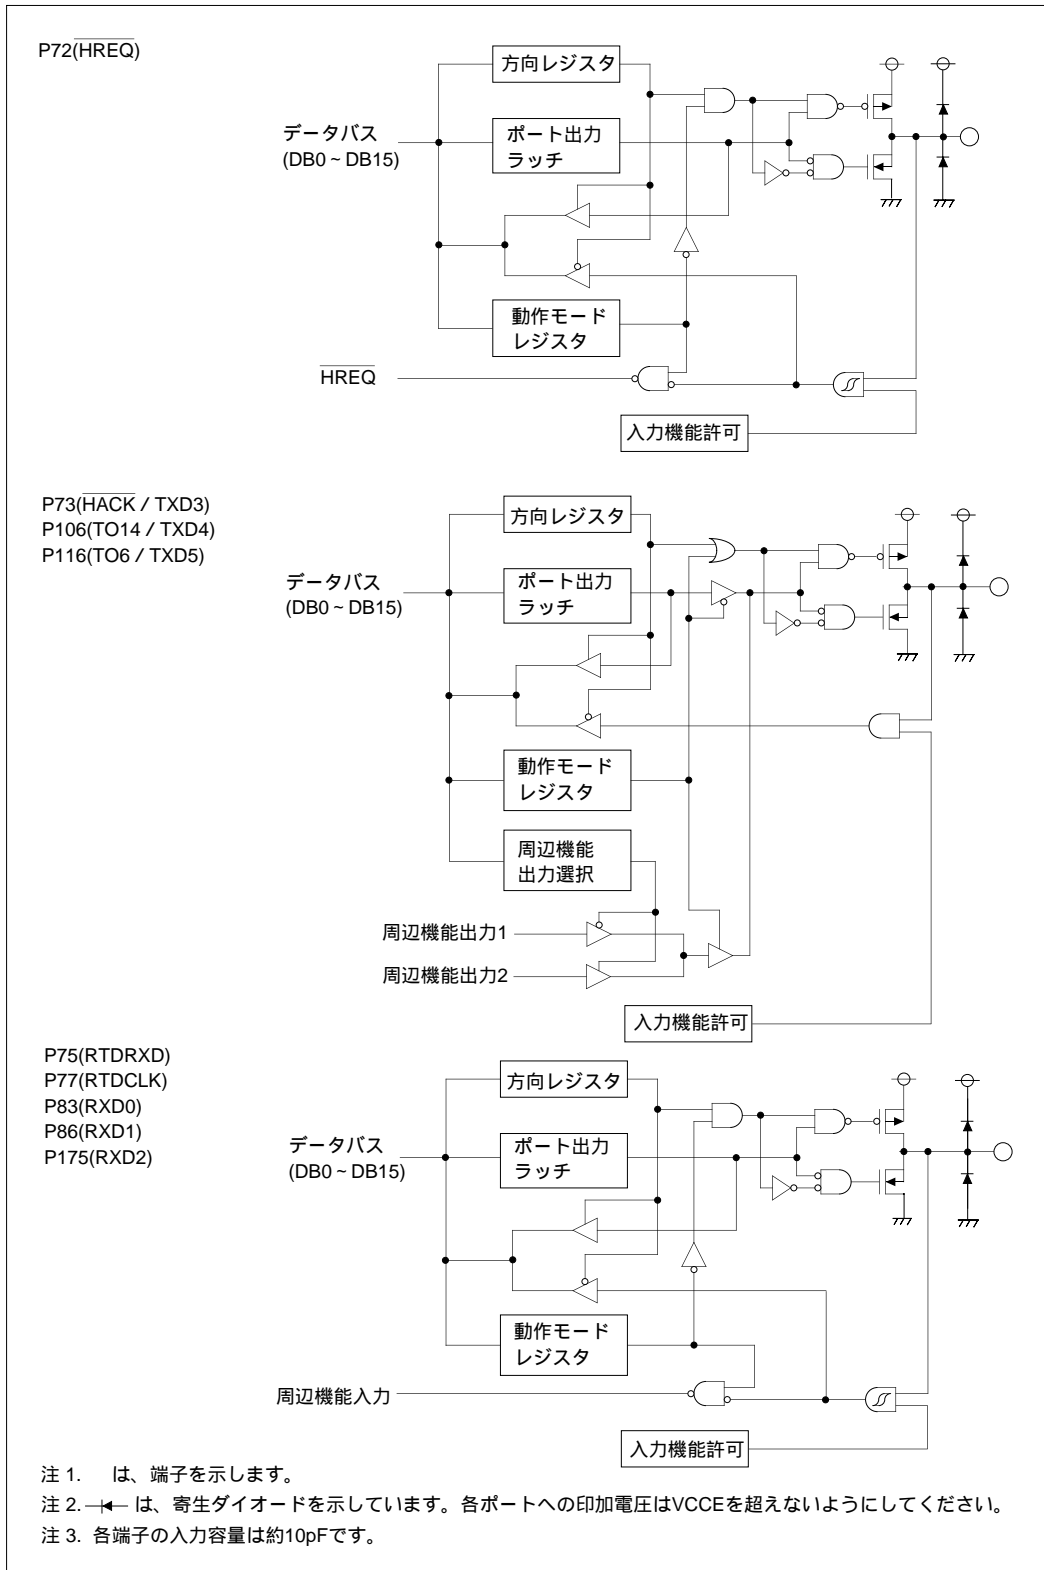 P72(HREQ)
方向レジスタ
データバス
(DB0 ~ DB15)
ポート出力
ラッチ
動作モード
レジスタ
HREQ
入力機能許可
P73(HACK / TXD3)
P106(TO14 / TXD4)
P116(TO6 / TXD5)
方向レジスタ
データバス
(DB0 ~ DB15)
ポート出力
ラッチ
動作モード
レジスタ
周辺機能
出力選択
周辺機能出力1
周辺機能出力2
入力機能許可
P75(RTDRXD)
P77(RTDCLK)
P83(RXD0)
P86(RXD1)
P175(RXD2)
方向レジスタ
データバス
(DB0 ~ DB15)
ポート出力
ラッチ
動作モード
レジスタ
周辺機能入力
入力機能許可
注 1. は、端子を示します。
注 2. は、寄生ダイオードを示しています。各ポートへの印加電圧はVCCEを超えないようにしてください。
注 3. 各端子の入力容量は約10pFです。